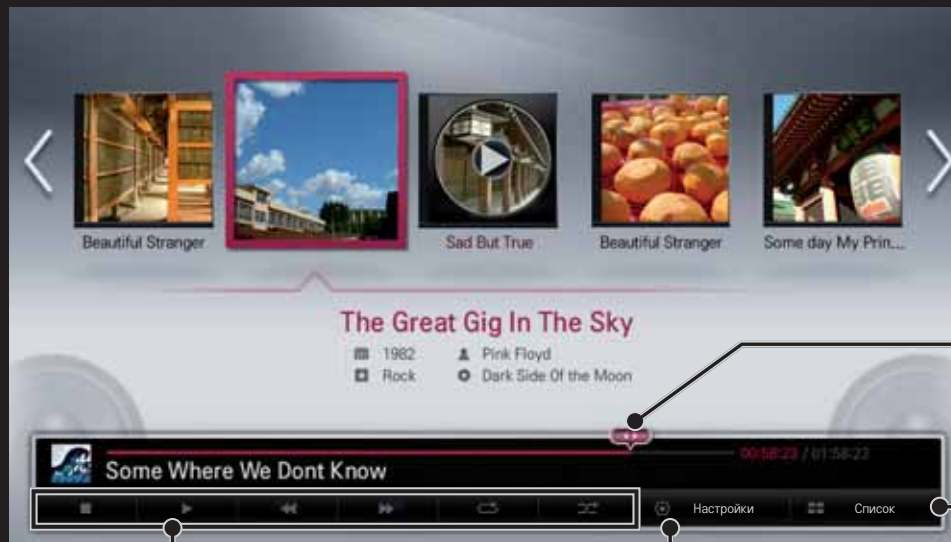 Beautiful Stranger
Sad But True
Beautiful Stranger
Some day My Prin...
The Great Gig In The Sky
1982
Pink Floyd
Rock
Dark Side Of the Moon
00:58:23 / 01:58:22
Some Where We Dont Know
Настройки
Список